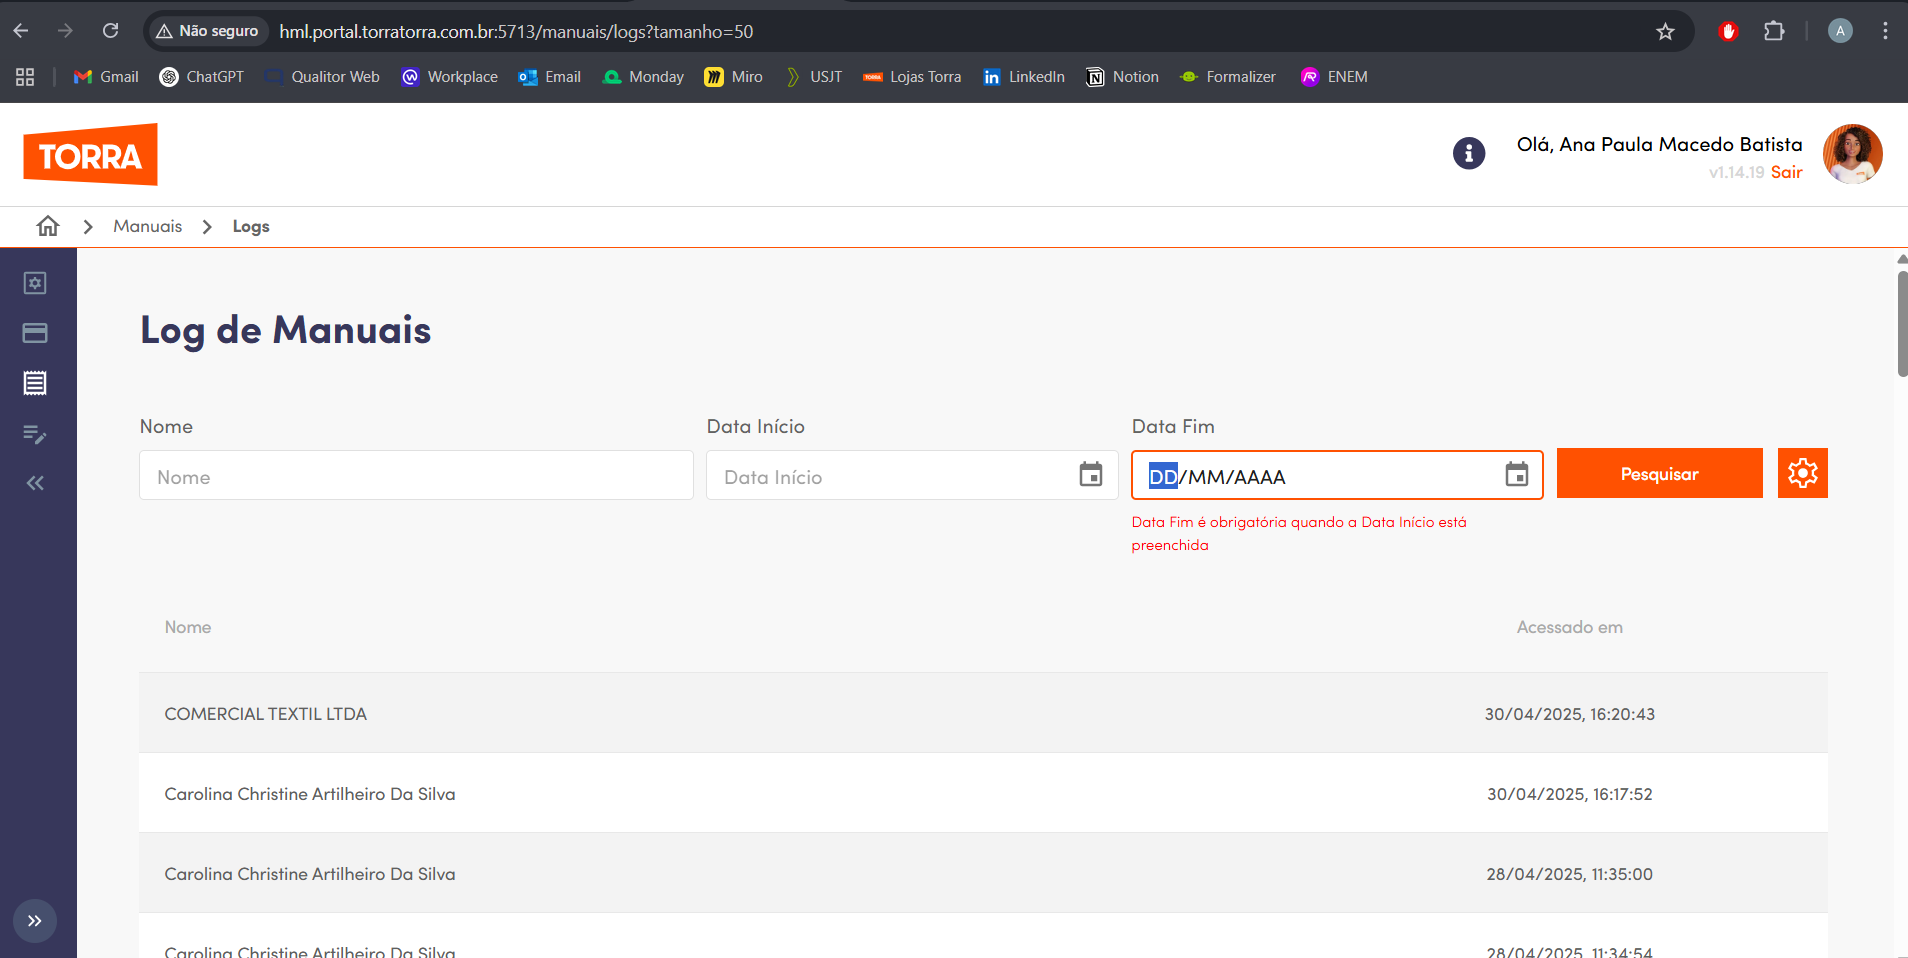 Não seguro
hml.portal.torratorra.com.br:5713/manuais/logs?tamanho=50
A
Gmail
ChatGPT
Qualitor Web
Workplace
Email
Monday
Miro
USJT
Lojas Torra
LinkedIn
Notion
Formalizer
ENEM
TORRA
Olá, Ana Paula Macedo Batista
v1.14.19 Sair
Manuais
Logs
Log de Manuais
Nome
Data Início
Data Fim
Nome
Data Início
DD/MM/AAAA
Pesquisar
Data Fim é obrigatória quando a Data Início está
preenchida
Nome
Acessado em
COMERCIAL TEXTIL LTDA
30/04/2025, 16:20:43
Carolina Christine Artilheiro Da Silva
30/04/2025, 16:17:52
Carolina Christine Artilheiro Da Silva
28/04/2025, 11:35:00
Carolina Christine Artilheiro Da Silva
28/04/2025, 11:34:54